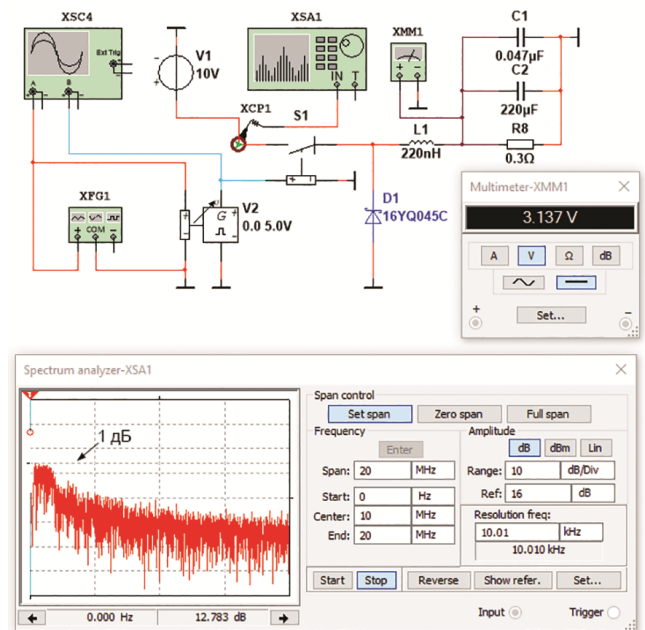 XSC4
Ext Trig
A
B
V1
10V
XSA1
IN T
XMM1
C1
0.047µF
C2
220µF
R8
0.3Ω
L1
220nH
XCP1
S1
XFG1
COM
G
V2
0.0 5.0V
D1
16YQ045C
Multimeter-XMM1
3.137 V
A V Ω dB
Set...
+ −
Spectrum analyzer-XSA1
1 дБ
0.000 Hz 12.783 dB
Span control
Set span Zero span Full span
Frequency
Enter
Span: 20 MHz
Start: 0 Hz
Center: 10 MHz
End: 20 MHz
Amplitude
dB dBm Lin
Range: 10 dB/Div
Ref: 16 dB
Resolution freq:
10.01 kHz
10.010 kHz
Start Stop Reverse Show refer. Set...
Input Trigger